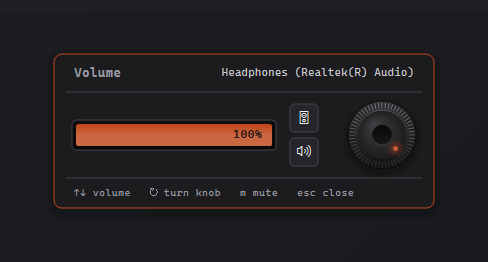 Volume Headphones (Realtek(R) Audio)
100%
↑↓ volume ↻ turn knob m mute esc close